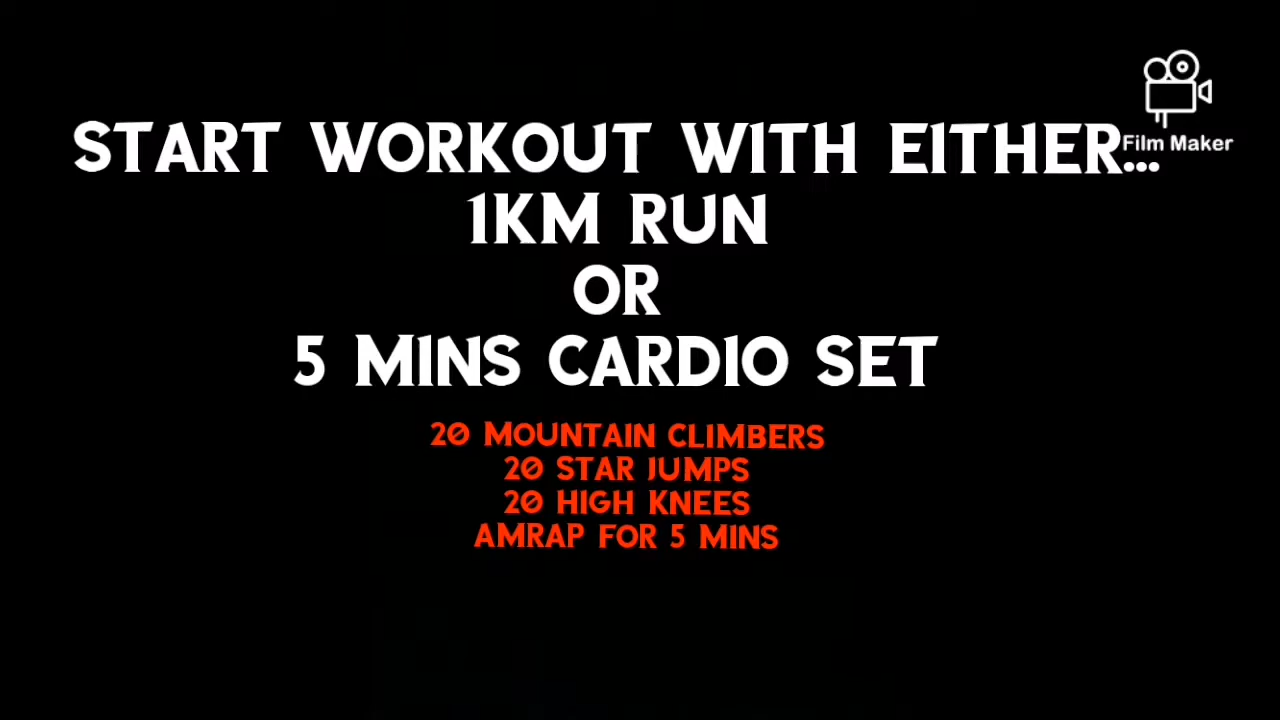 START WORKOUT WITH EITHER...
1KM RUN
OR
5 MINS CARDIO SET
20 MOUNTAIN CLIMBERS
20 STAR JUMPS
20 HIGH KNEES
AMRAP FOR 5 MINS
Film Maker